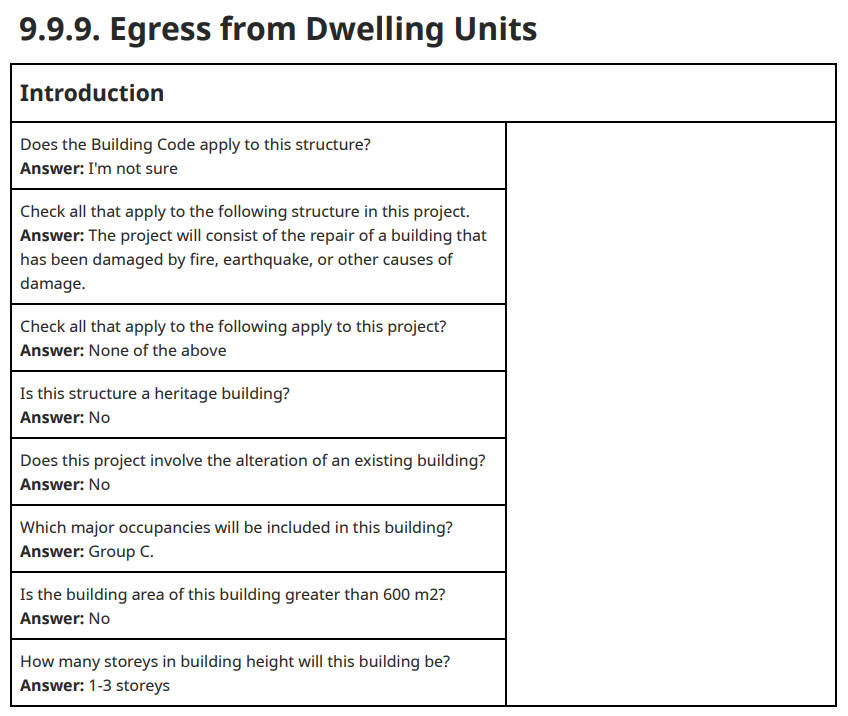 9.9.9. Egress from Dwelling Units
Introduction
Does the Building Code apply to this structure?
Answer: I'm not sure
Check all that apply to the following structure in this project.
Answer: The project will consist of the repair of a building that
has been damaged by fire, earthquake, or other causes of
damage.
Check all that apply to the following apply to this project?
Answer: None of the above
Is this structure a heritage building?
Answer: No
Does this project involve the alteration of an existing building?
Answer: No
Which major occupancies will be included in this building?
Answer: Group C.
Is the building area of this building greater than 600 m2?
Answer: No
How many storeys in building height will this building be?
Answer: 1-3 storeys